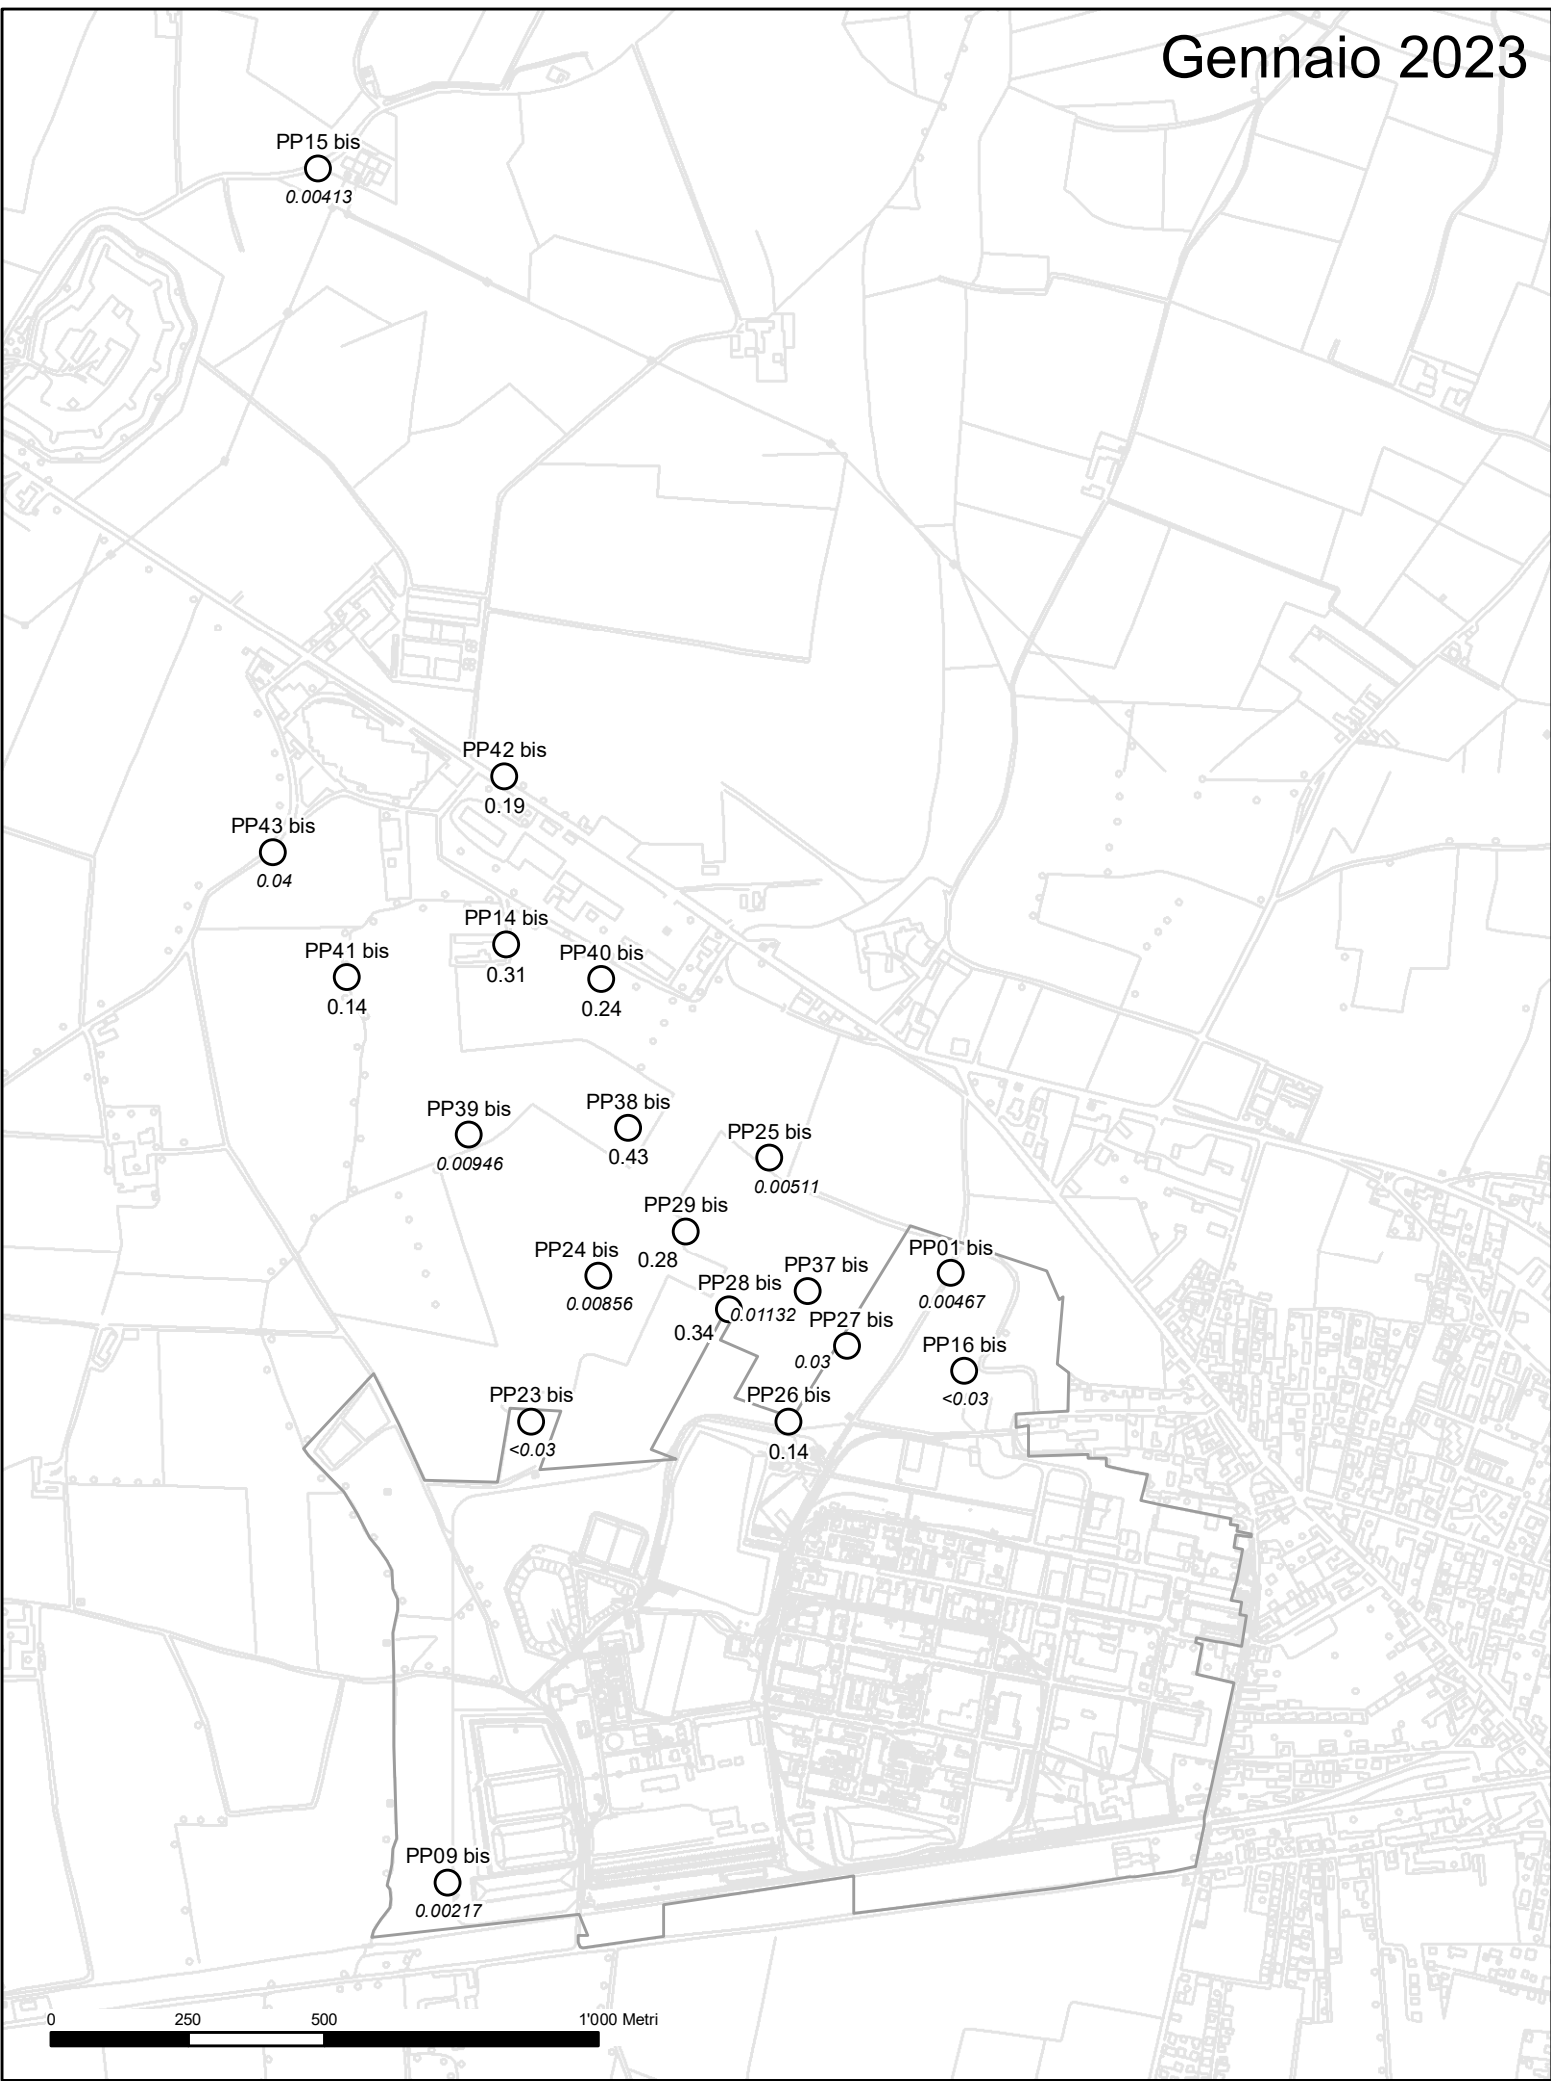 Gennaio 2023
PP15 bis
0.00413
PP42 bis
0.19
PP43 bis
0.04
PP14 bis
0.31
PP41 bis
0.14
PP40 bis
0.24
PP39 bis
0.00946
PP38 bis
0.43
PP25 bis
0.00511
PP29 bis
0.28
PP24 bis
0.00856
PP28 bis
0.34
PP37 bis
0.01132
PP01 bis
0.00467
PP27 bis
0.03
PP16 bis
<0.03
PP23 bis
<0.03
PP26 bis
0.14
PP09 bis
0.00217
0 250 500 1'000 Metri